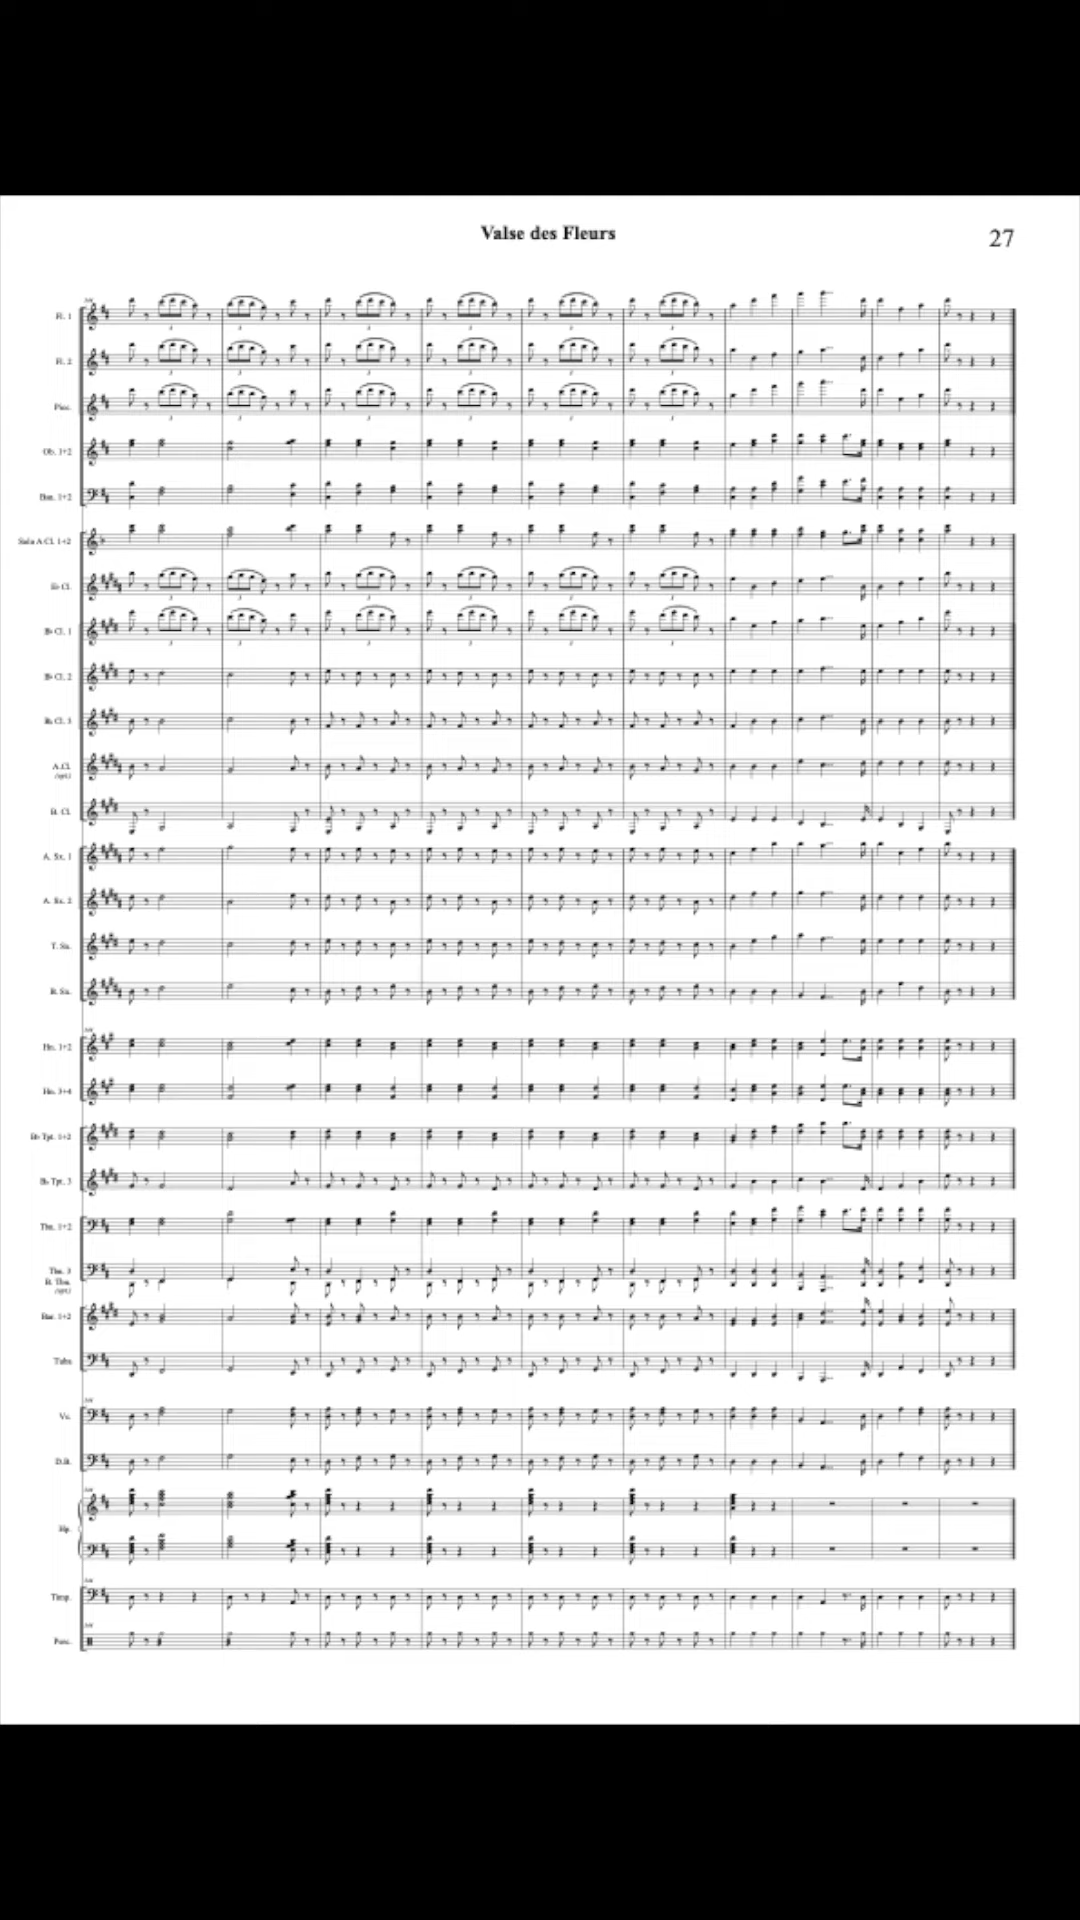 Valse des Fleurs
27
Fl. 1
Fl. 2
Picc.
Ob. 1+2
Bsn. 1+2
Solo A Cl. 1+2
Eb Cl.
Bb Cl. 1
Bb Cl. 2
Bb Cl. 3
A.Cl.
(opt.)
B. Cl.
A. Sx. 1
A. Sx. 2
T. Sx.
B. Sx.
Hn. 1+2
Hn. 3+4
Bb Tpt. 1+2
Bb Tpt. 3
Tbn. 1+2
Tbn. 3
B. Tbn.
(opt.)
Bar. 1+2
Tuba
Vc.
D.B.
Hp.
Timp.
Perc.